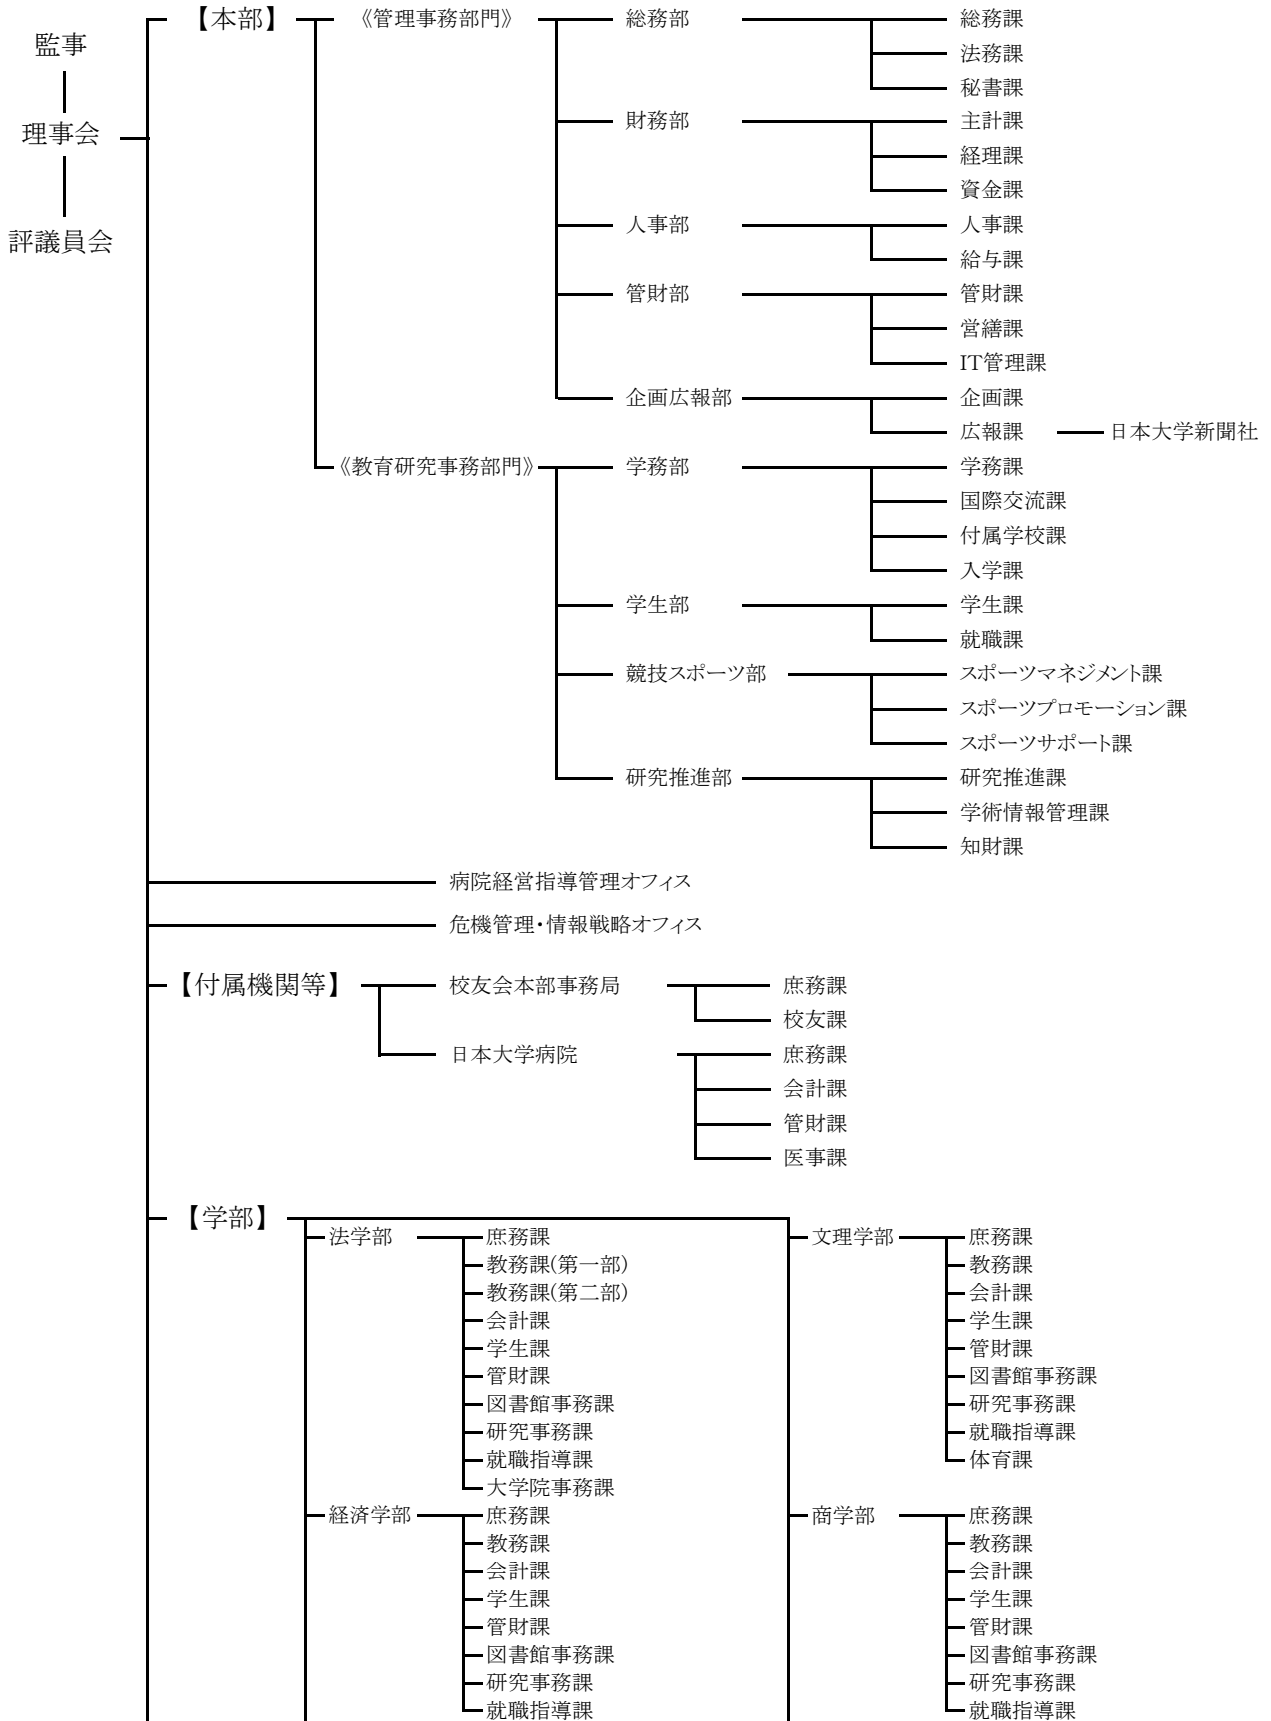 監事
理事会
評議員会
【本部】
《管理事務部門》
総務部
総務課
法務課
秘書課
財務部
主計課
経理課
資金課
人事部
人事課
給与課
管財部
管財課
営繕課
IT管理課
企画広報部
企画課
広報課
日本大学新聞社
《教育研究事務部門》
学務部
学務課
国際交流課
付属学校課
入学課
学生部
学生課
就職課
競技スポーツ部
スポーツマネジメント課
スポーツプロモーション課
スポーツサポート課
研究推進部
研究推進課
学術情報管理課
知財課
病院経営指導管理オフィス
危機管理・情報戦略オフィス
【付属機関等】
校友会本部事務局
庶務課
校友課
日本大学病院
庶務課
会計課
管財課
医事課
【学部】
法学部
庶務課
教務課(第一部)
教務課(第二部)
会計課
学生課
管財課
図書館事務課
研究事務課
就職指導課
大学院事務課
経済学部
庶務課
教務課
会計課
学生課
管財課
図書館事務課
研究事務課
就職指導課
文理学部
庶務課
教務課
会計課
学生課
管財課
図書館事務課
研究事務課
就職指導課
体育課
商学部
庶務課
教務課
会計課
学生課
管財課
図書館事務課
研究事務課
就職指導課